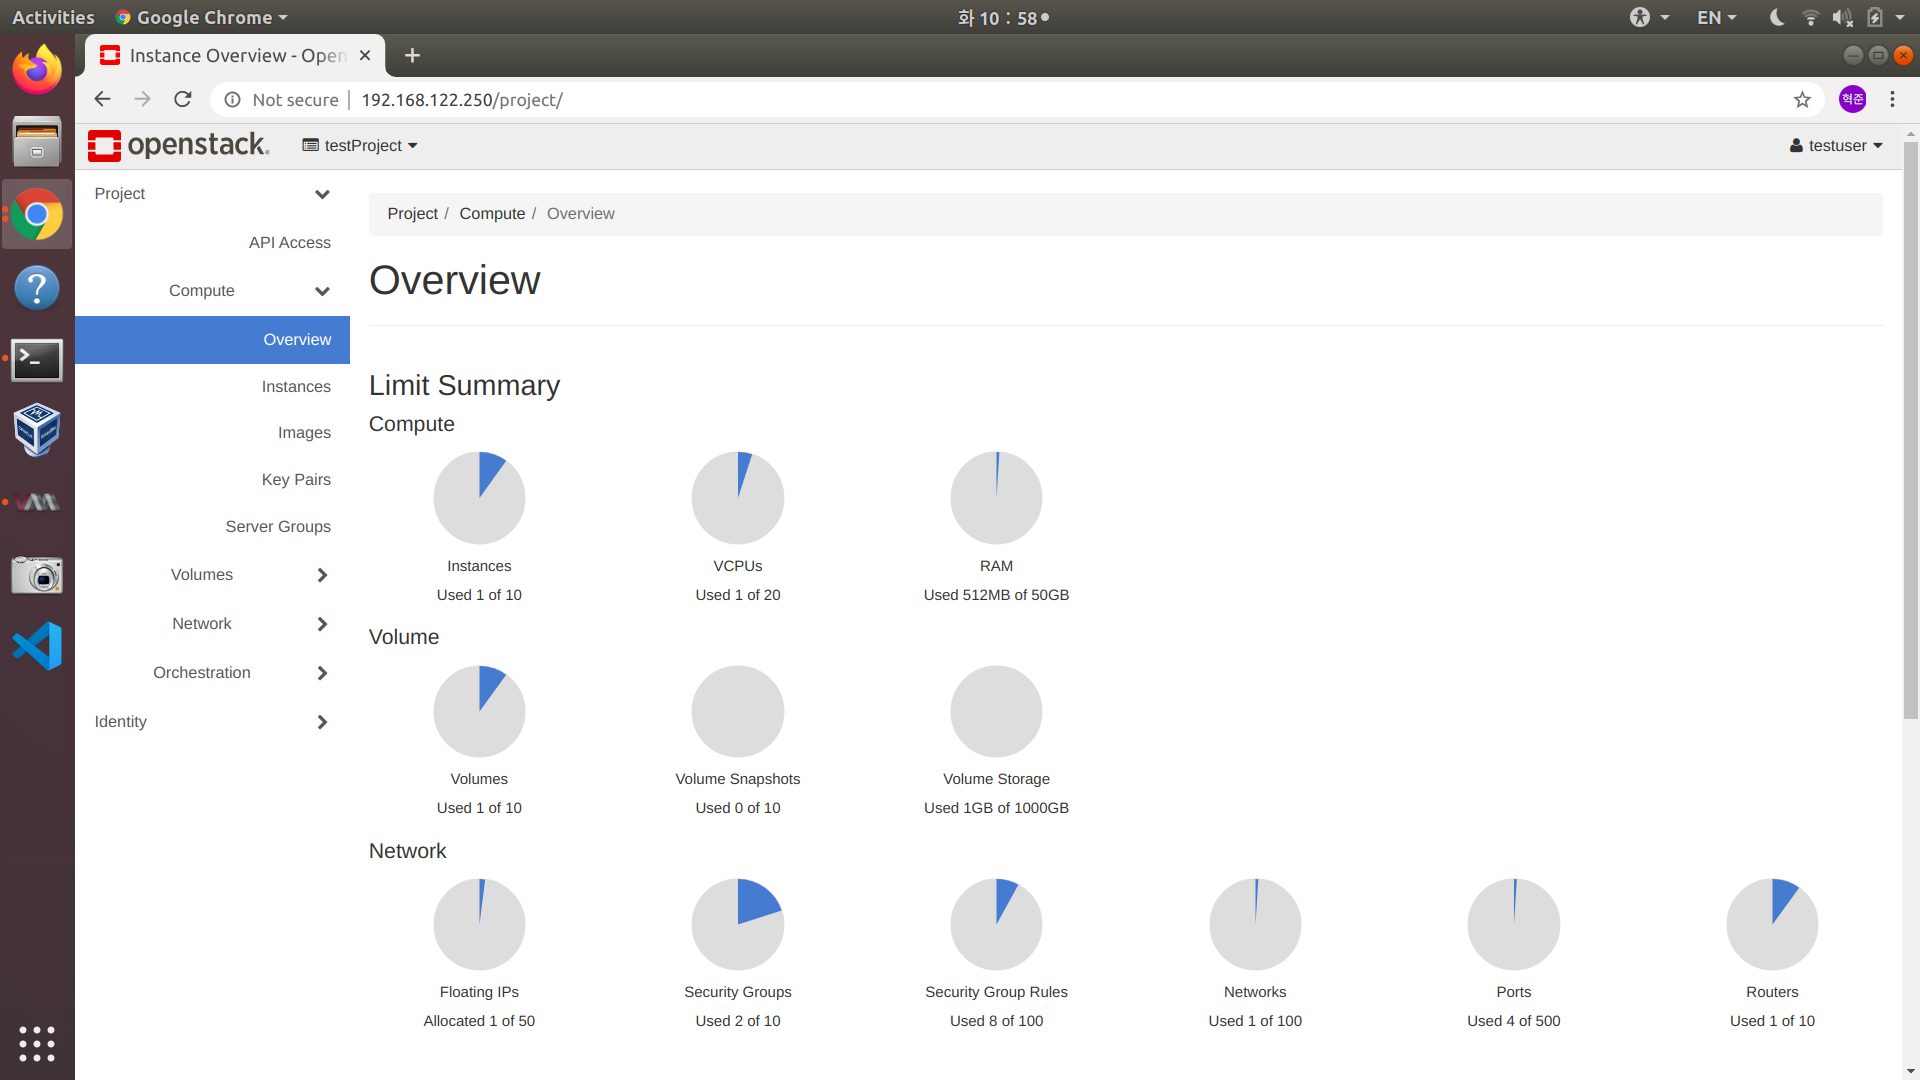 Activities
Google Chrome
화 10 : 58
EN
Instance Overview - Open
Not secure
192.168.122.250/project/
혁준
openstack.
testProject
testuser
Project
API Access
Compute
Overview
Instances
Images
Key Pairs
Server Groups
Volumes
Network
Orchestration
Identity
Project / Compute / Overview
Overview
Limit Summary
Compute
Instances
Used 1 of 10
VCPUs
Used 1 of 20
RAM
Used 512MB of 50GB
Volume
Volumes
Used 1 of 10
Volume Snapshots
Used 0 of 10
Volume Storage
Used 1GB of 1000GB
Network
Floating IPs
Allocated 1 of 50
Security Groups
Used 2 of 10
Security Group Rules
Used 8 of 100
Networks
Used 1 of 100
Ports
Used 4 of 500
Routers
Used 1 of 10